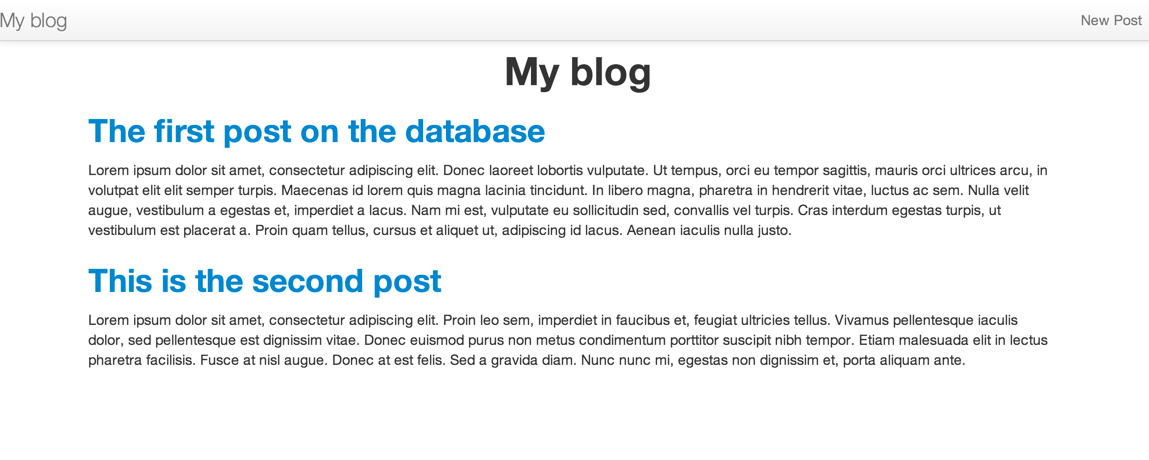 My blog
New Post
My blog
The first post on the database
Lorem ipsum dolor sit amet, consectetur adipiscing elit. Donec laoreet lobortis vulputate. Ut tempus, orci eu tempor sagittis, mauris orci ultrices arcu, in
volutpat elit elit semper turpis. Maecenas id lorem quis magna lacinia tincidunt. In libero magna, pharetra in hendrerit vitae, luctus ac sem. Nulla velit
augue, vestibulum a egestas et, imperdiet a lacus. Nam mi est, vulputate eu sollicitudin sed, convallis vel turpis. Cras interdum egestas turpis, ut
vestibulum est placerat a. Proin quam tellus, cursus et aliquet ut, adipiscing id lacus. Aenean iaculis nulla justo.
This is the second post
Lorem ipsum dolor sit amet, consectetur adipiscing elit. Proin leo sem, imperdiet in faucibus et, feugiat ultricies tellus. Vivamus pellentesque iaculis
dolor, sed pellentesque est dignissim vitae. Donec euismod purus non metus condimentum porttitor suscipit nibh tempor. Etiam malesuada elit in lectus
pharetra facilisis. Fusce at nisl augue. Donec at est felis. Sed a gravida diam. Nunc nunc mi, egestas non dignissim et, porta aliquam ante.